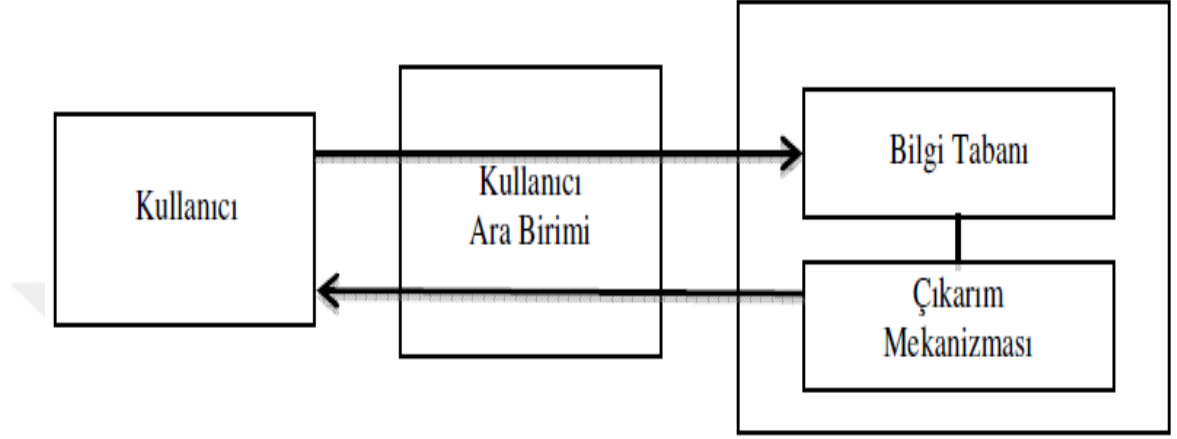 Kullanıcı
Kullanıcı
Ara Birimi
Bilgi Tabanı
Çıkarım
Mekanizması